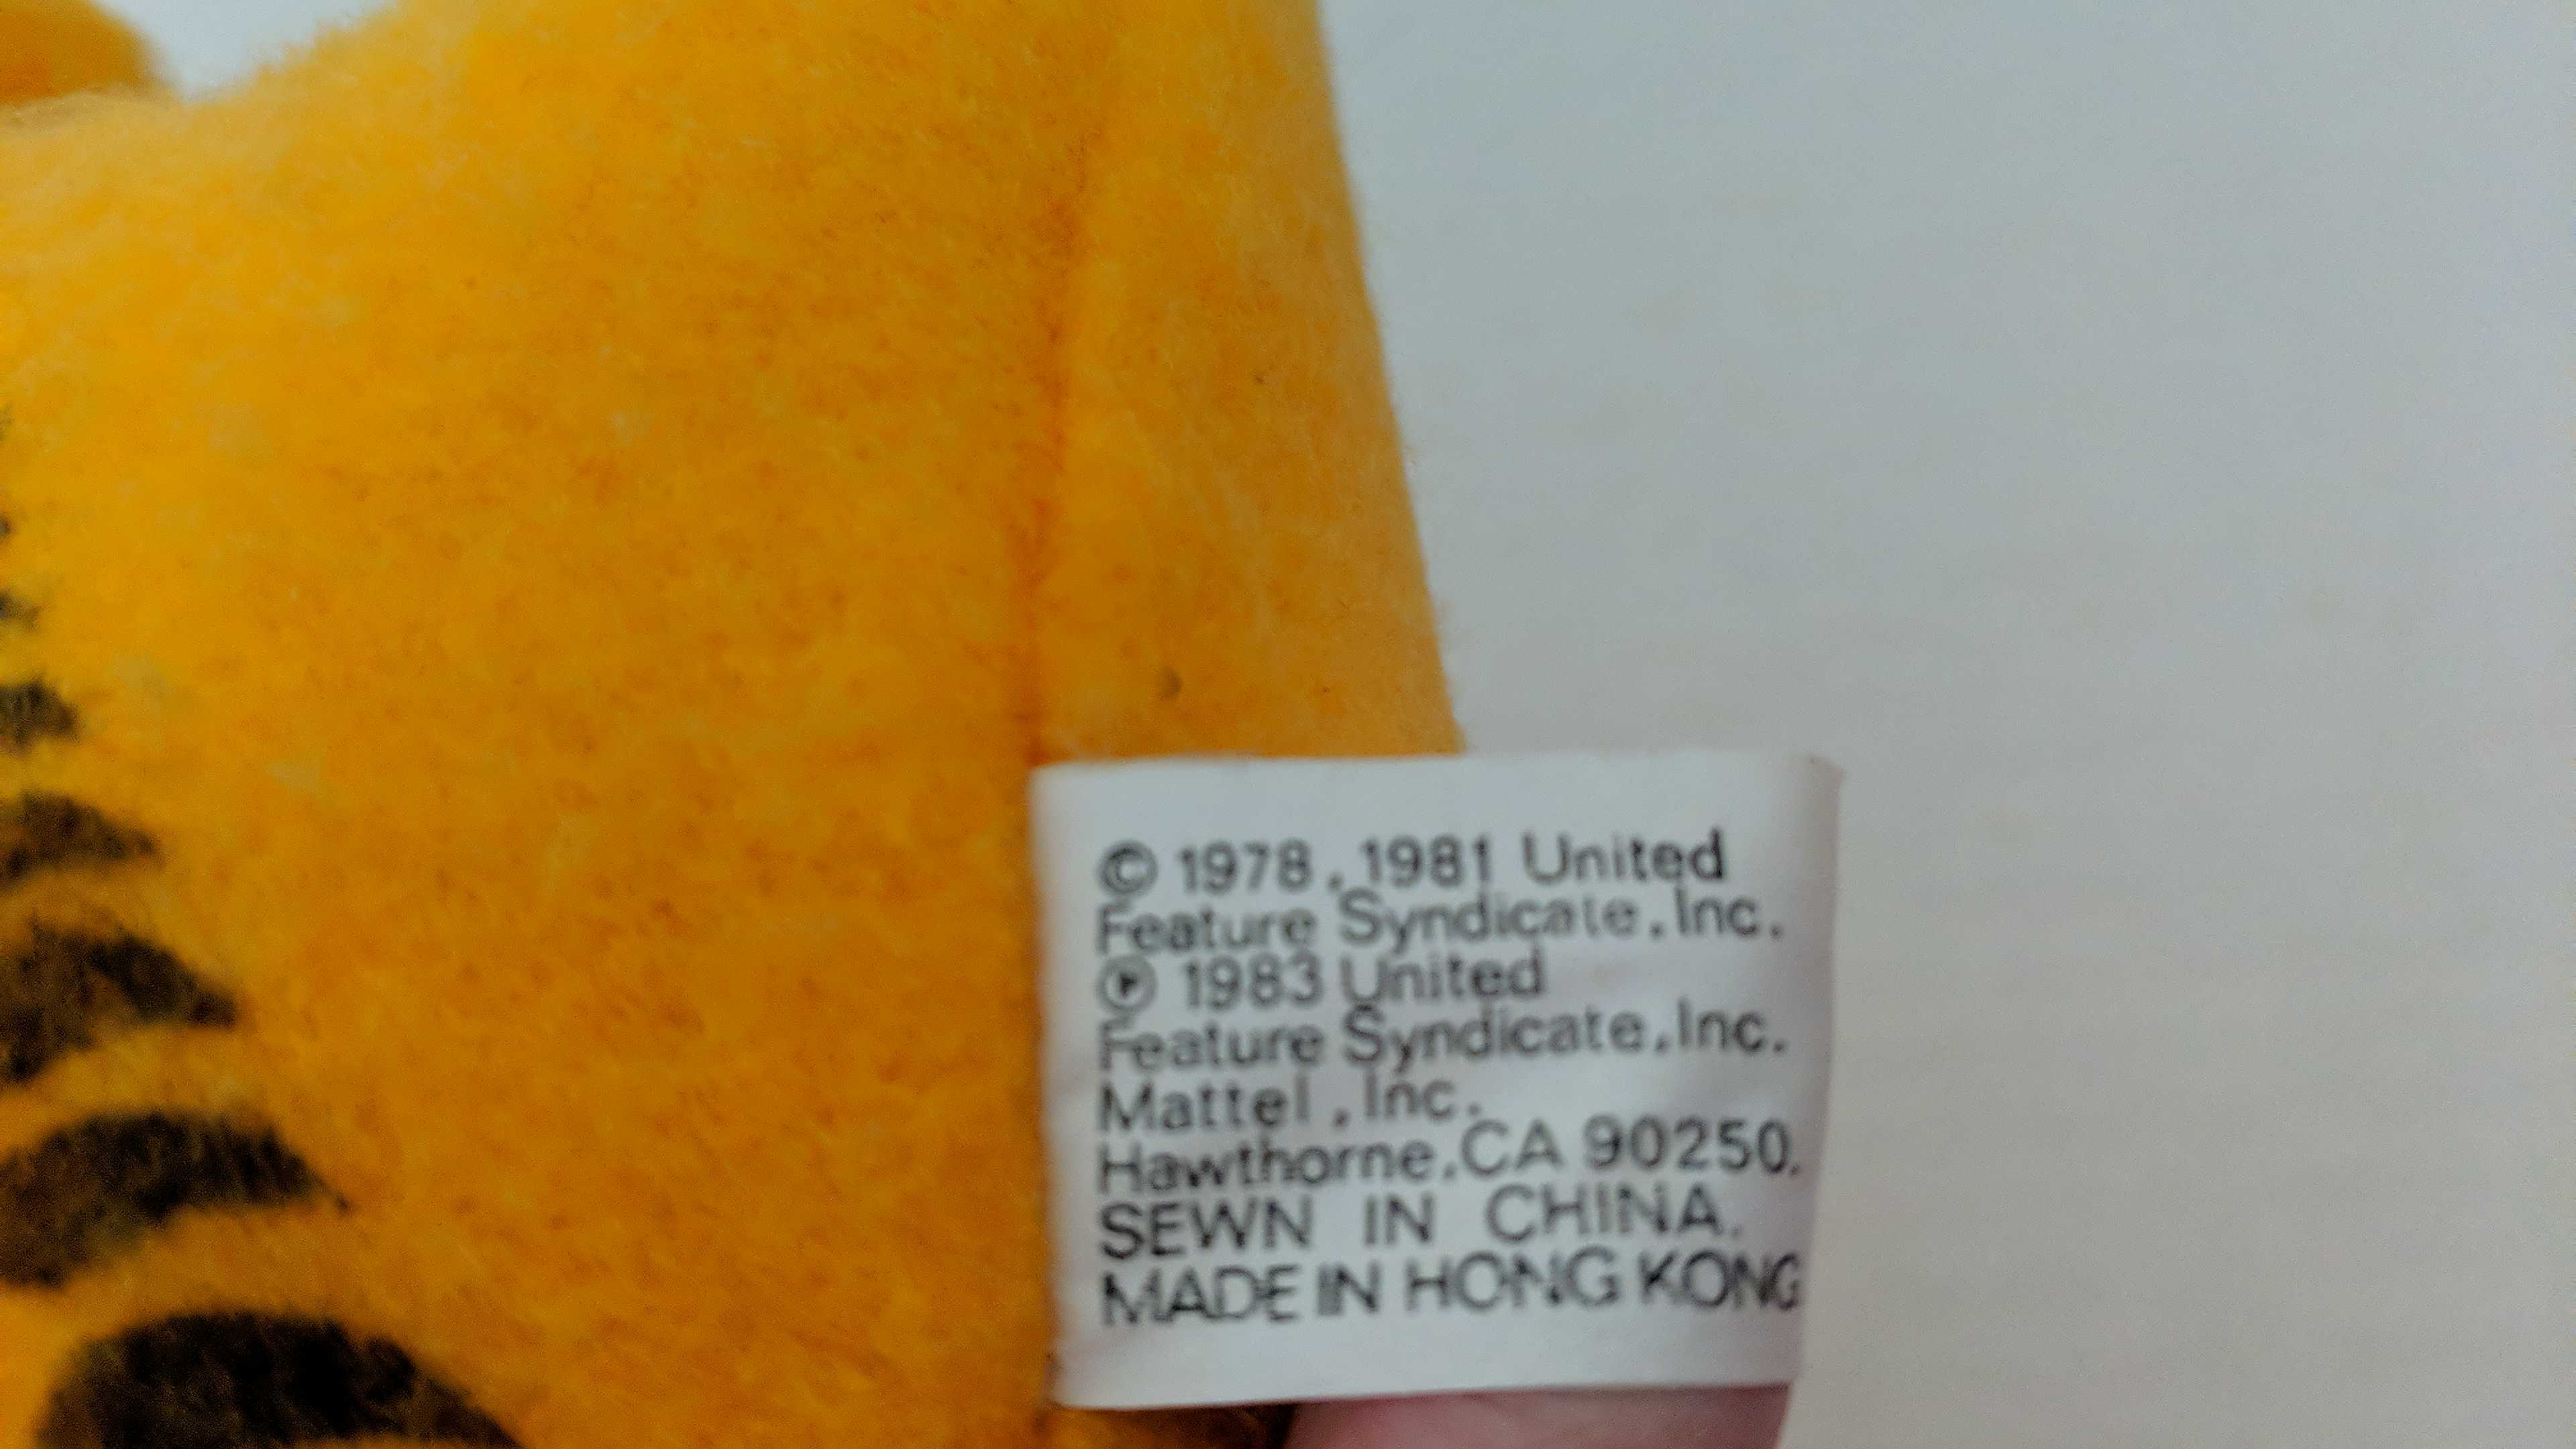 © 1978, 1981 United
Feature Syndicate, Inc.
Ⓟ 1983 United
Feature Syndicate, Inc.
Mattel, Inc.
Hawthorne, CA 90250.
SEWN IN CHINA.
MADE IN HONG KONG